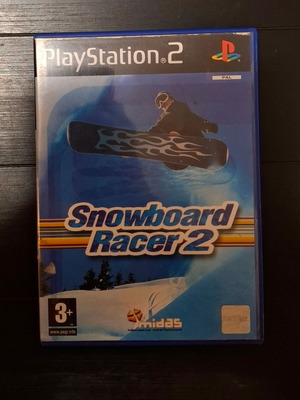 PlayStation®2
PAL
Snowboard
Racer 2
3+
www.pegi.info
midas